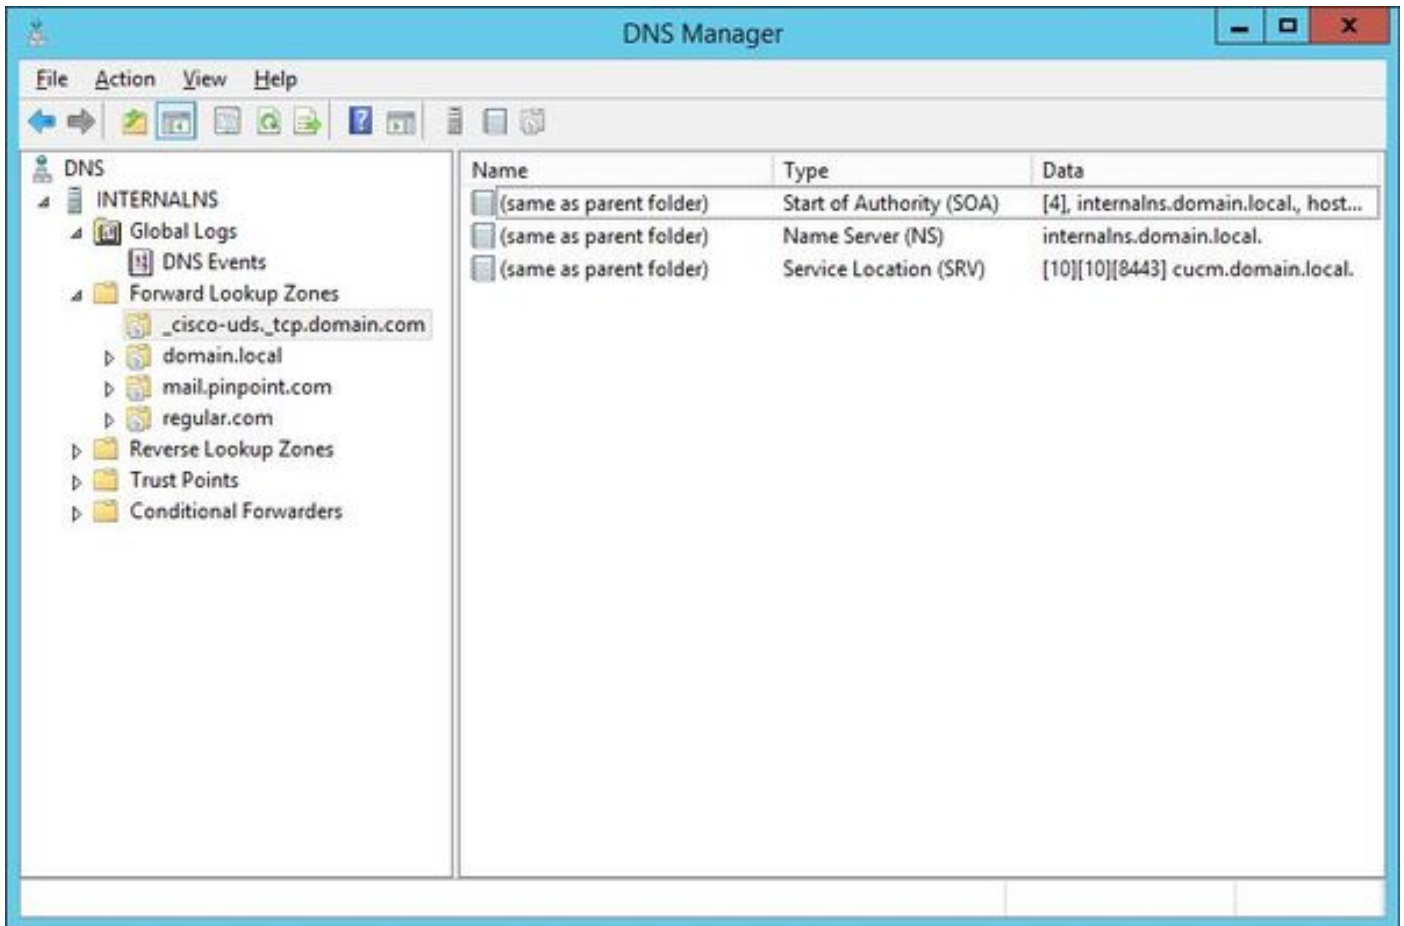 DNS Manager
File Action View Help
DNS
INTERNALNS
Global Logs
DNS Events
Forward Lookup Zones
_cisco-uds._tcp.domain.com
domain.local
mail.pinpoint.com
regular.com
Reverse Lookup Zones
Trust Points
Conditional Forwarders
Name Type Data
(same as parent folder) Start of Authority (SOA) [4], internalns.domain.local., host...
(same as parent folder) Name Server (NS) internalns.domain.local.
(same as parent folder) Service Location (SRV) [10][10][8443] cucm.domain.local.